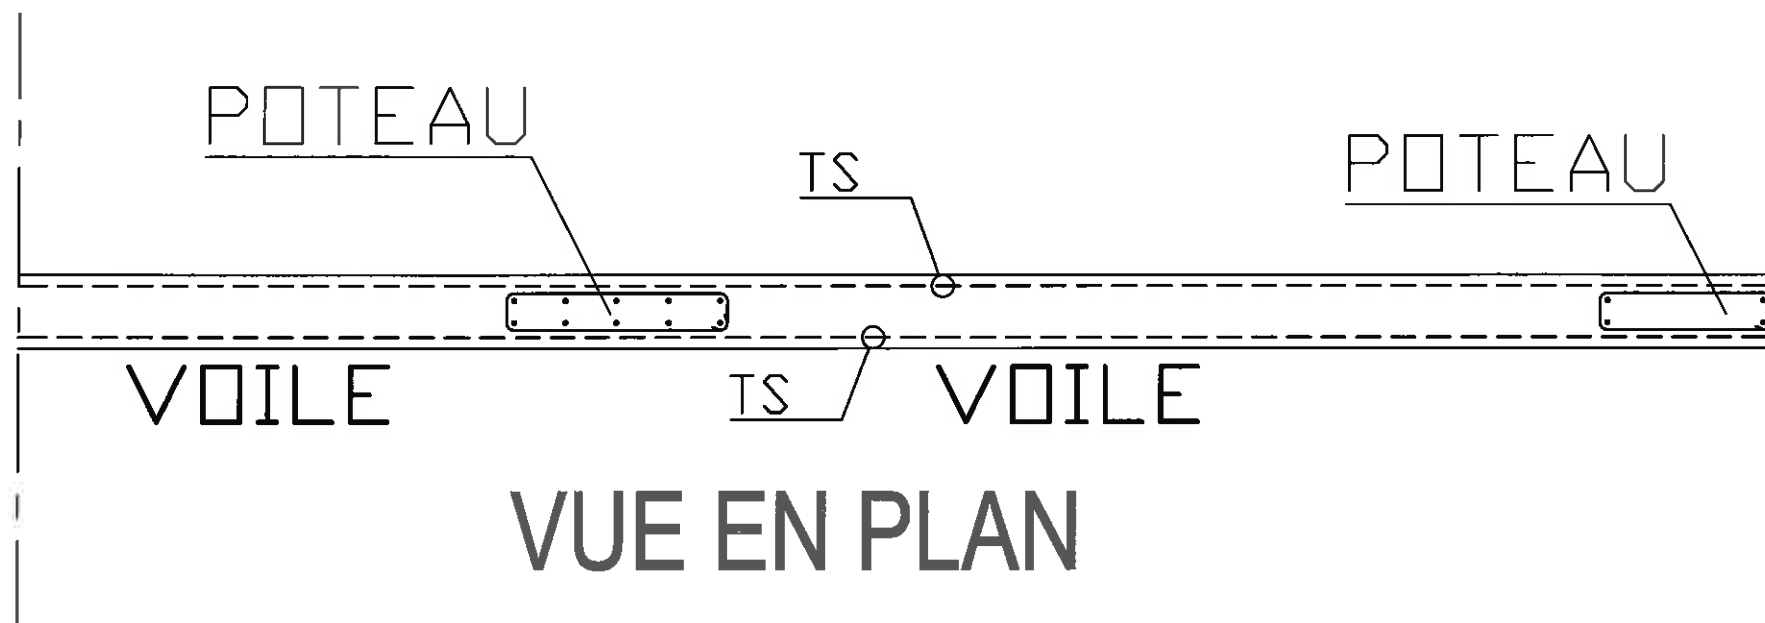 POTEAU
TS
POTEAU
VOILE
TS
VOILE
VUE EN PLAN